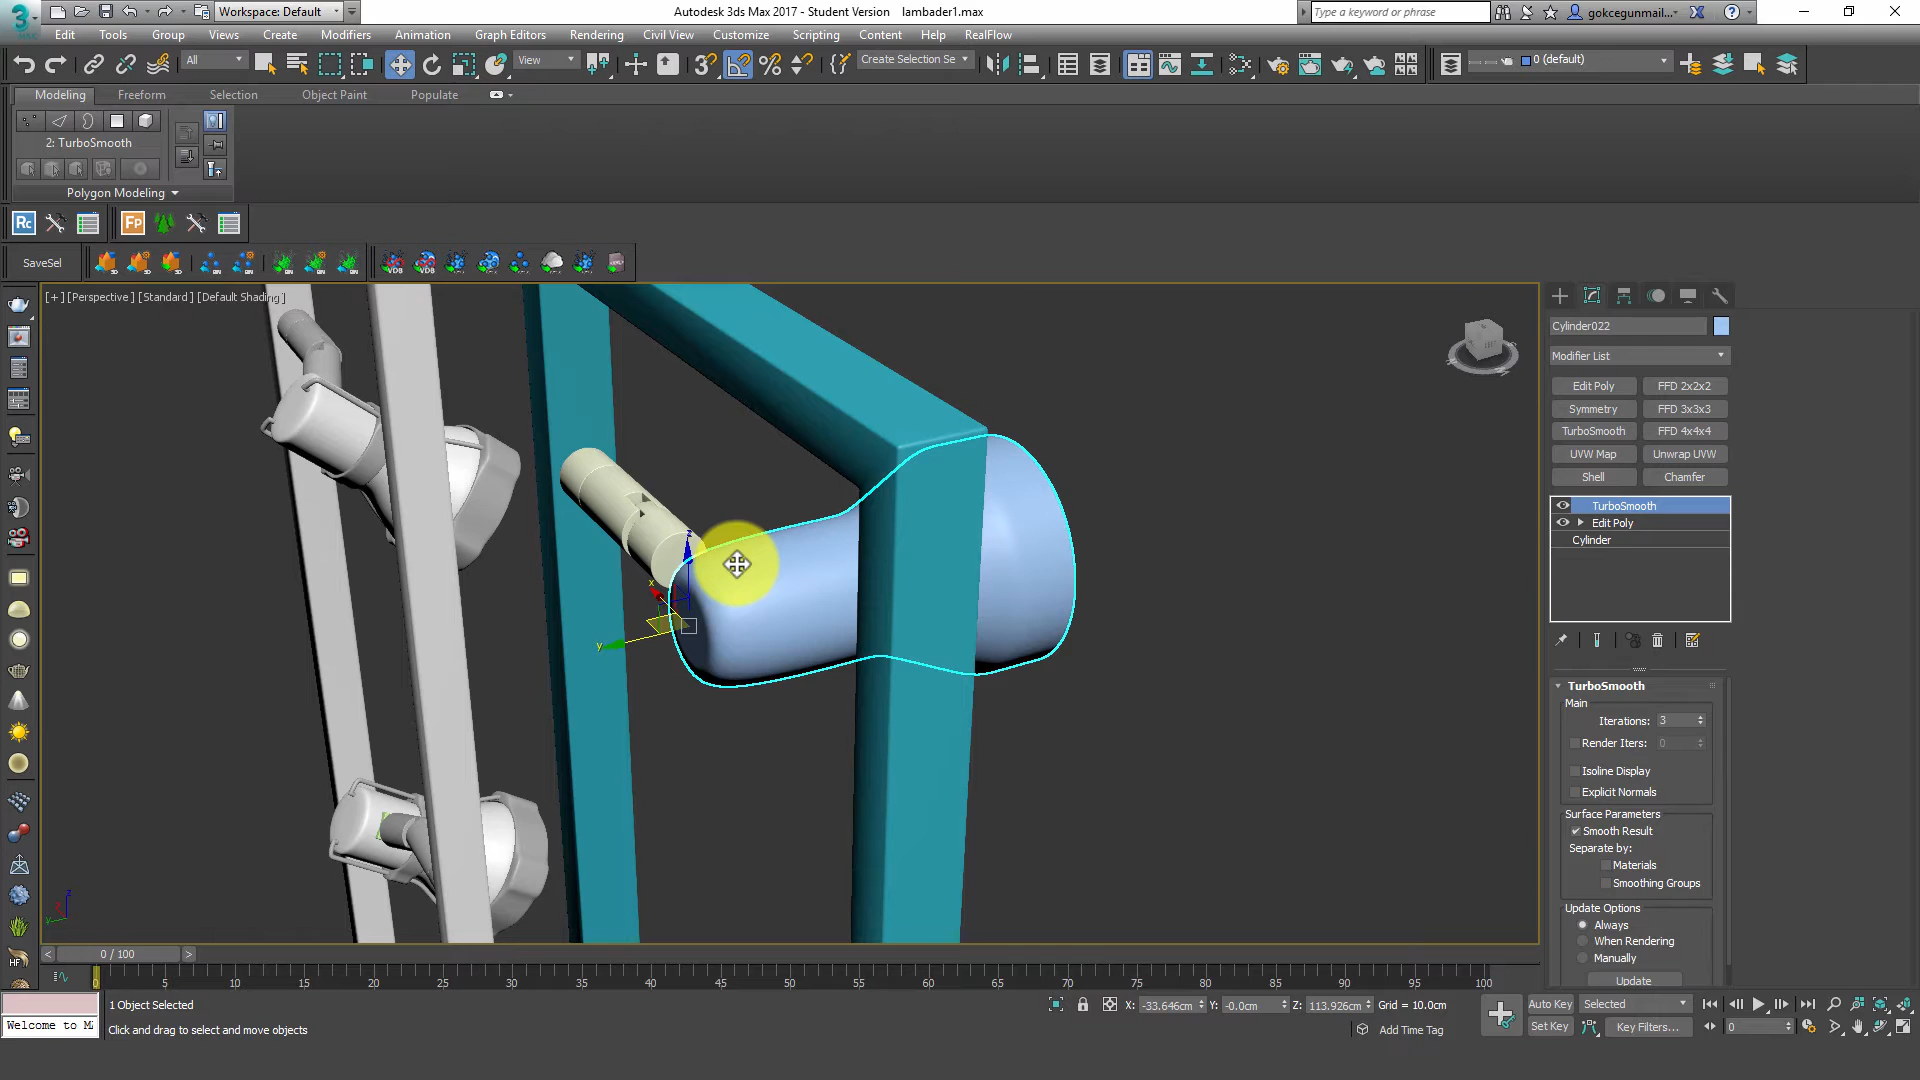 Workspace: Default
Autodesk 3ds Max 2017 - Student Version    lambader1.max
Type a keyword or phrase
gokcegunmail...
Edit
Tools
Group
Views
Create
Modifiers
Animation
Graph Editors
Rendering
Civil View
Customize
Scripting
Content
Help
RealFlow
All
View
Create Selection Se
0 (default)
Modeling
Freeform
Selection
Object Paint
Populate
2: TurboSmooth
Polygon Modeling
Rc
Fp
SaveSel
[+] [Perspective] [Standard] [Default Shading]
Cylinder022
Modifier List
Edit Poly
FFD 2x2x2
Symmetry
FFD 3x3x3
TurboSmooth
FFD 4x4x4
UVW Map
Unwrap UVW
Shell
Chamfer
TurboSmooth
Edit Poly
Cylinder
TurboSmooth
Main
Iterations: 3
Render Iters: 0
Isoline Display
Explicit Normals
Surface Parameters
Smooth Result
Separate by:
Materials
Smoothing Groups
Update Options
Always
When Rendering
Manually
Update
x
y
z
HF
< 0 / 100 >
0 5 10 15 20 25 30 35 40 45 50 55 60 65 70 75 80 85 90 95 100
1 Object Selected
X: -33.646cm Y: -0.0cm Z: 113.926cm Grid = 10.0cm
Auto Key
Selected
Welcome to M
Click and drag to select and move objects
Add Time Tag
Set Key
Key Filters...
0